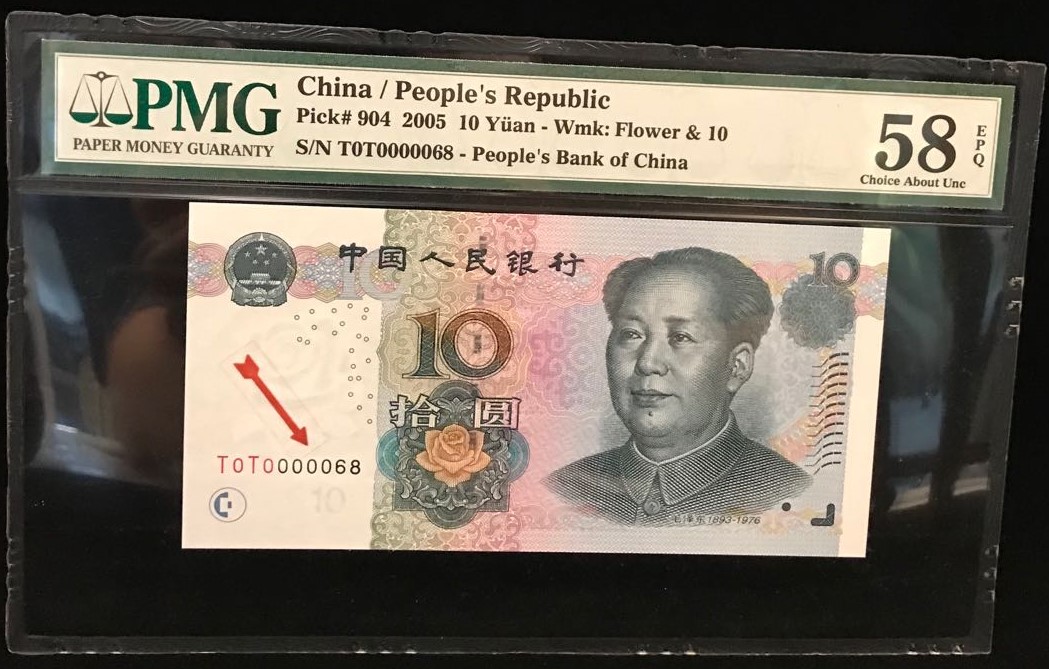 PMG
PAPER MONEY GUARANTY
China / People's Republic
Pick# 904 2005 10 Yüan - Wmk: Flower & 10
S/N T0T0000068 - People's Bank of China
58
EPQ
Choice About Unc
中国人民银行
10
10
拾圆
T0T0000068
10
毛泽东1893-1976